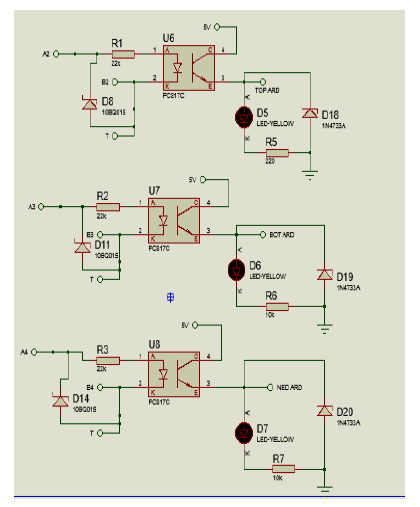 5V
A2 R1 U6
22k
1 A C 4
B2 2 K E 3 TOP ARD
D8
10BQ015
PC817C
T
A
D5
LED-YELLOW
K
D18
1N4733A
R5
220
5V
A3 R2 U7
22k
1 A C 4
B3 2 K E 3 BOT ARD
D11
10BQ015
PC817C
T
A
D6
LED-YELLOW
K
D19
1N4733A
R6
10k
5V
A4 R3 U8
22k
1 A C 4
B4 2 K E 3 NED ARD
D14
10BQ015
PC817C
T
A
D7
LED-YELLOW
K
D20
1N4733A
R7
10k